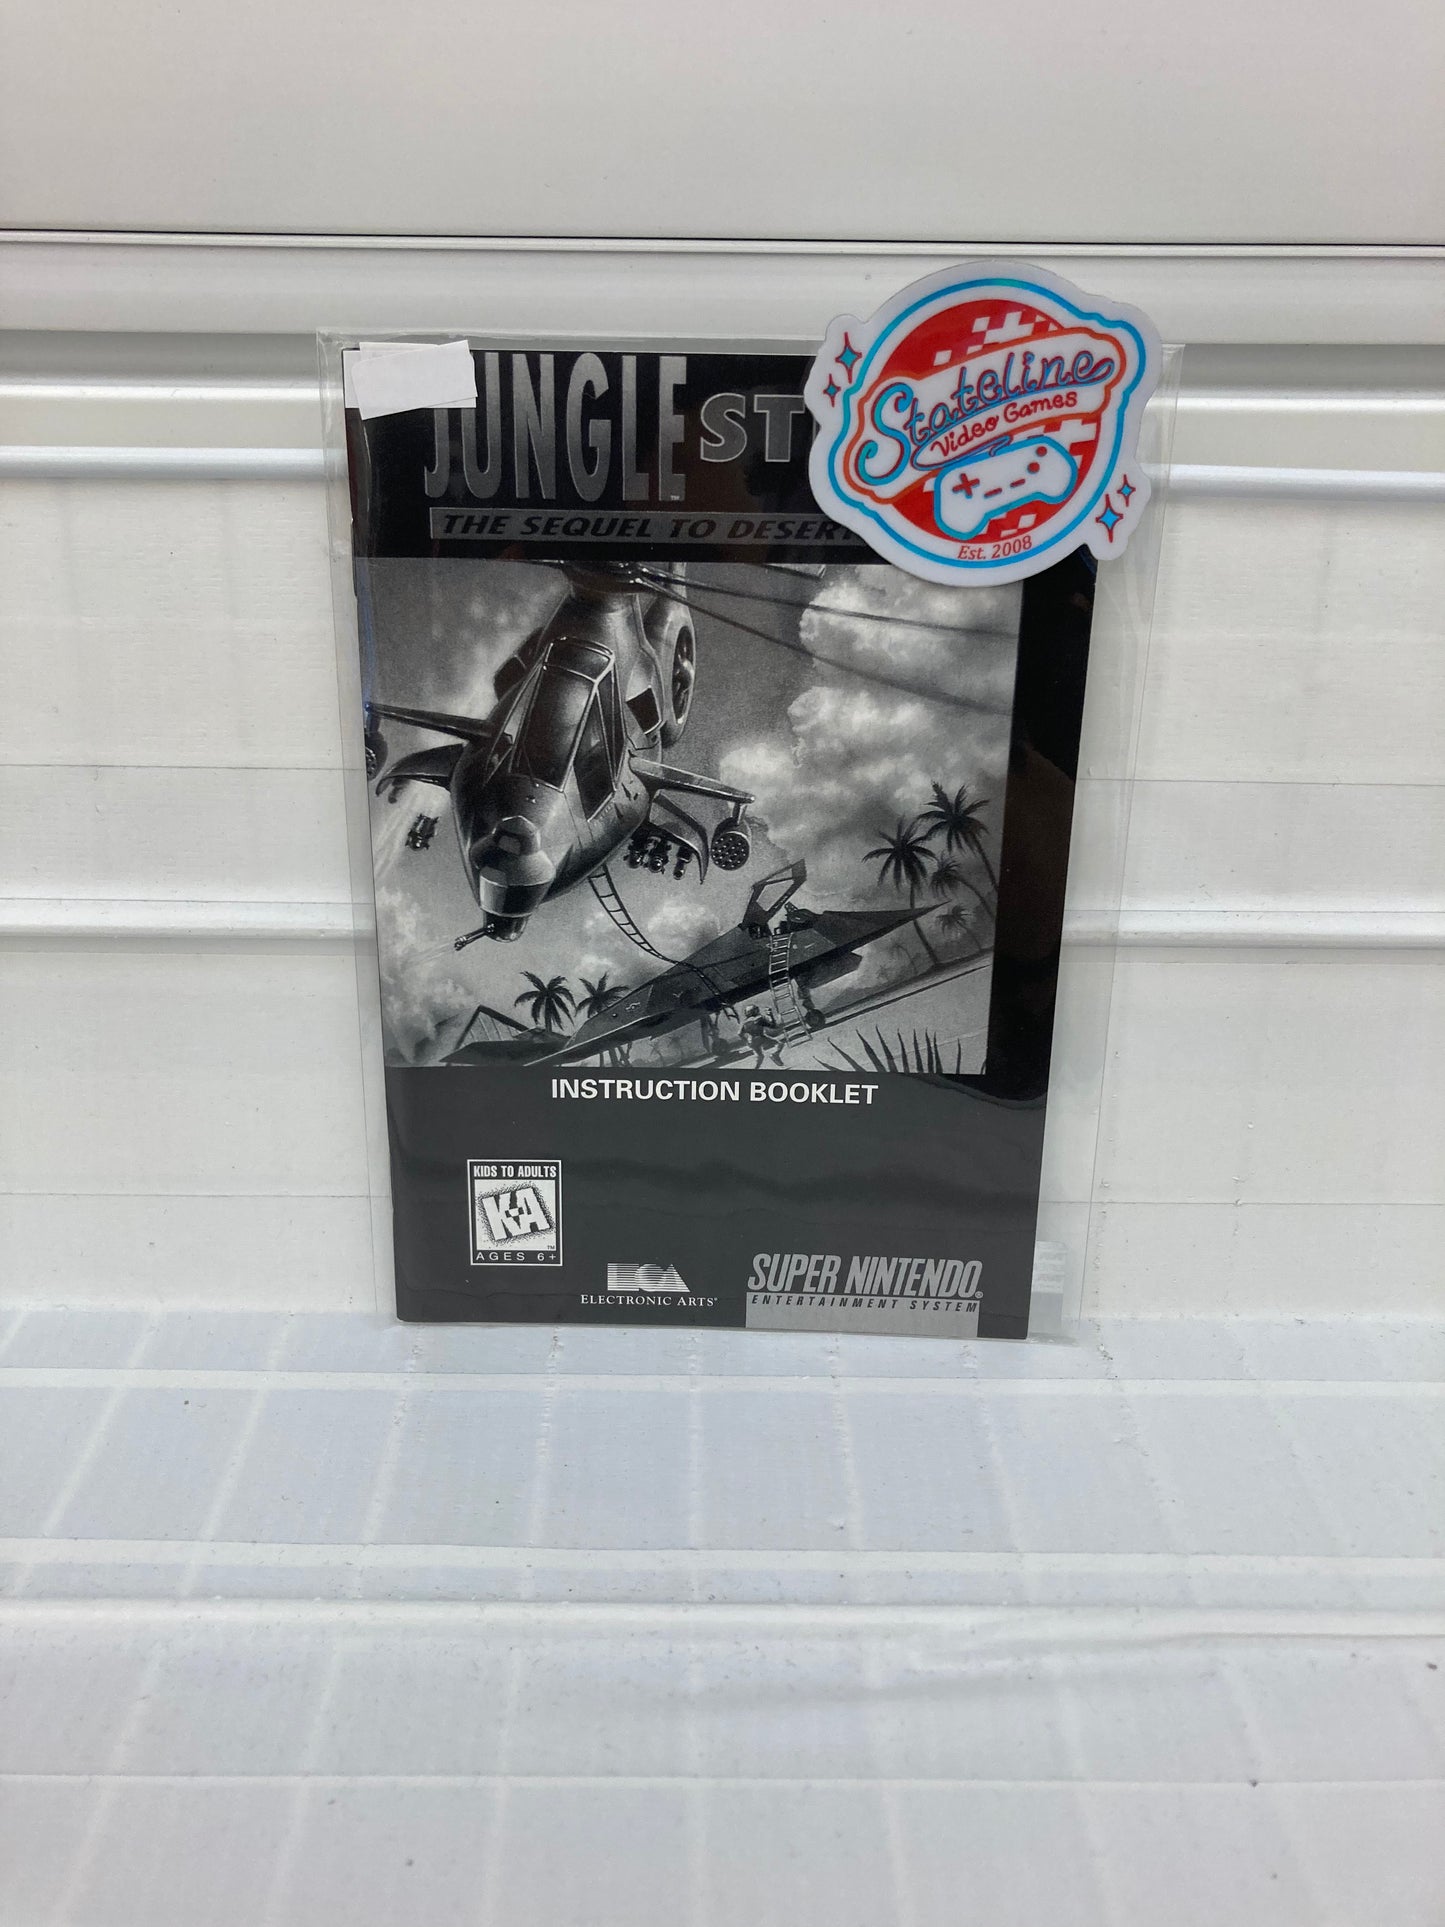 JUNGLE ST
THE SEQUEL TO DESERT
Stateline
Video Games
Est. 2008
INSTRUCTION BOOKLET
KIDS TO ADULTS
K-A
AGES 6+
ELECTRONIC ARTS®
SUPER NINTENDO®
ENTERTAINMENT SYSTEM